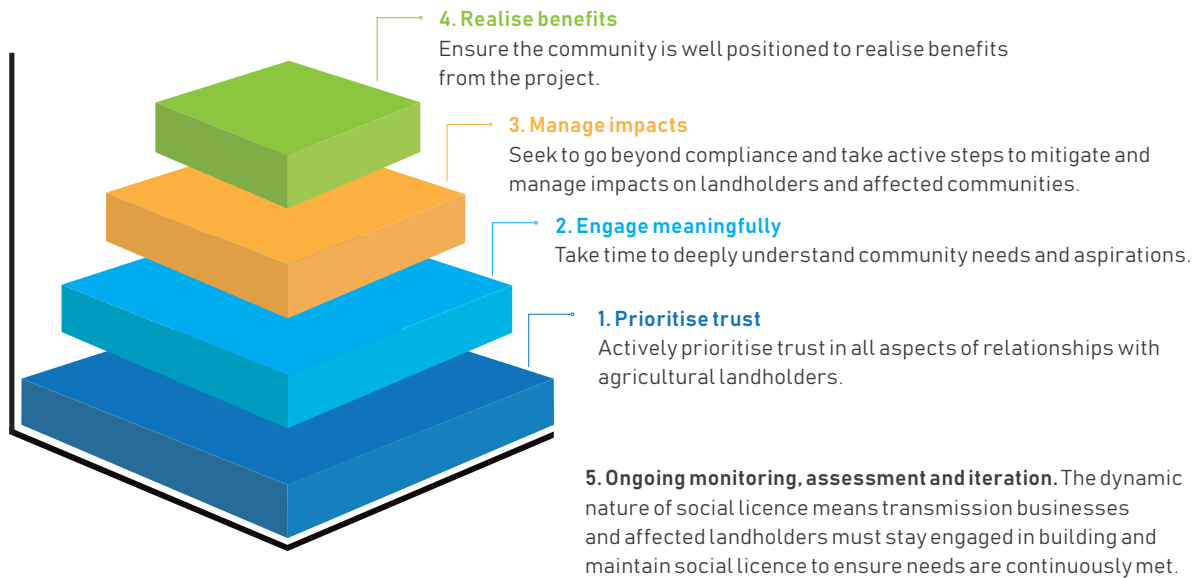 4. Realise benefits
Ensure the community is well positioned to realise benefits
from the project.
3. Manage impacts
Seek to go beyond compliance and take active steps to mitigate and
manage impacts on landholders and affected communities.
2. Engage meaningfully
Take time to deeply understand community needs and aspirations.
1. Prioritise trust
Actively prioritise trust in all aspects of relationships with
agricultural landholders.
5. Ongoing monitoring, assessment and iteration. The dynamic
nature of social licence means transmission businesses
and affected landholders must stay engaged in building and
maintain social licence to ensure needs are continuously met.